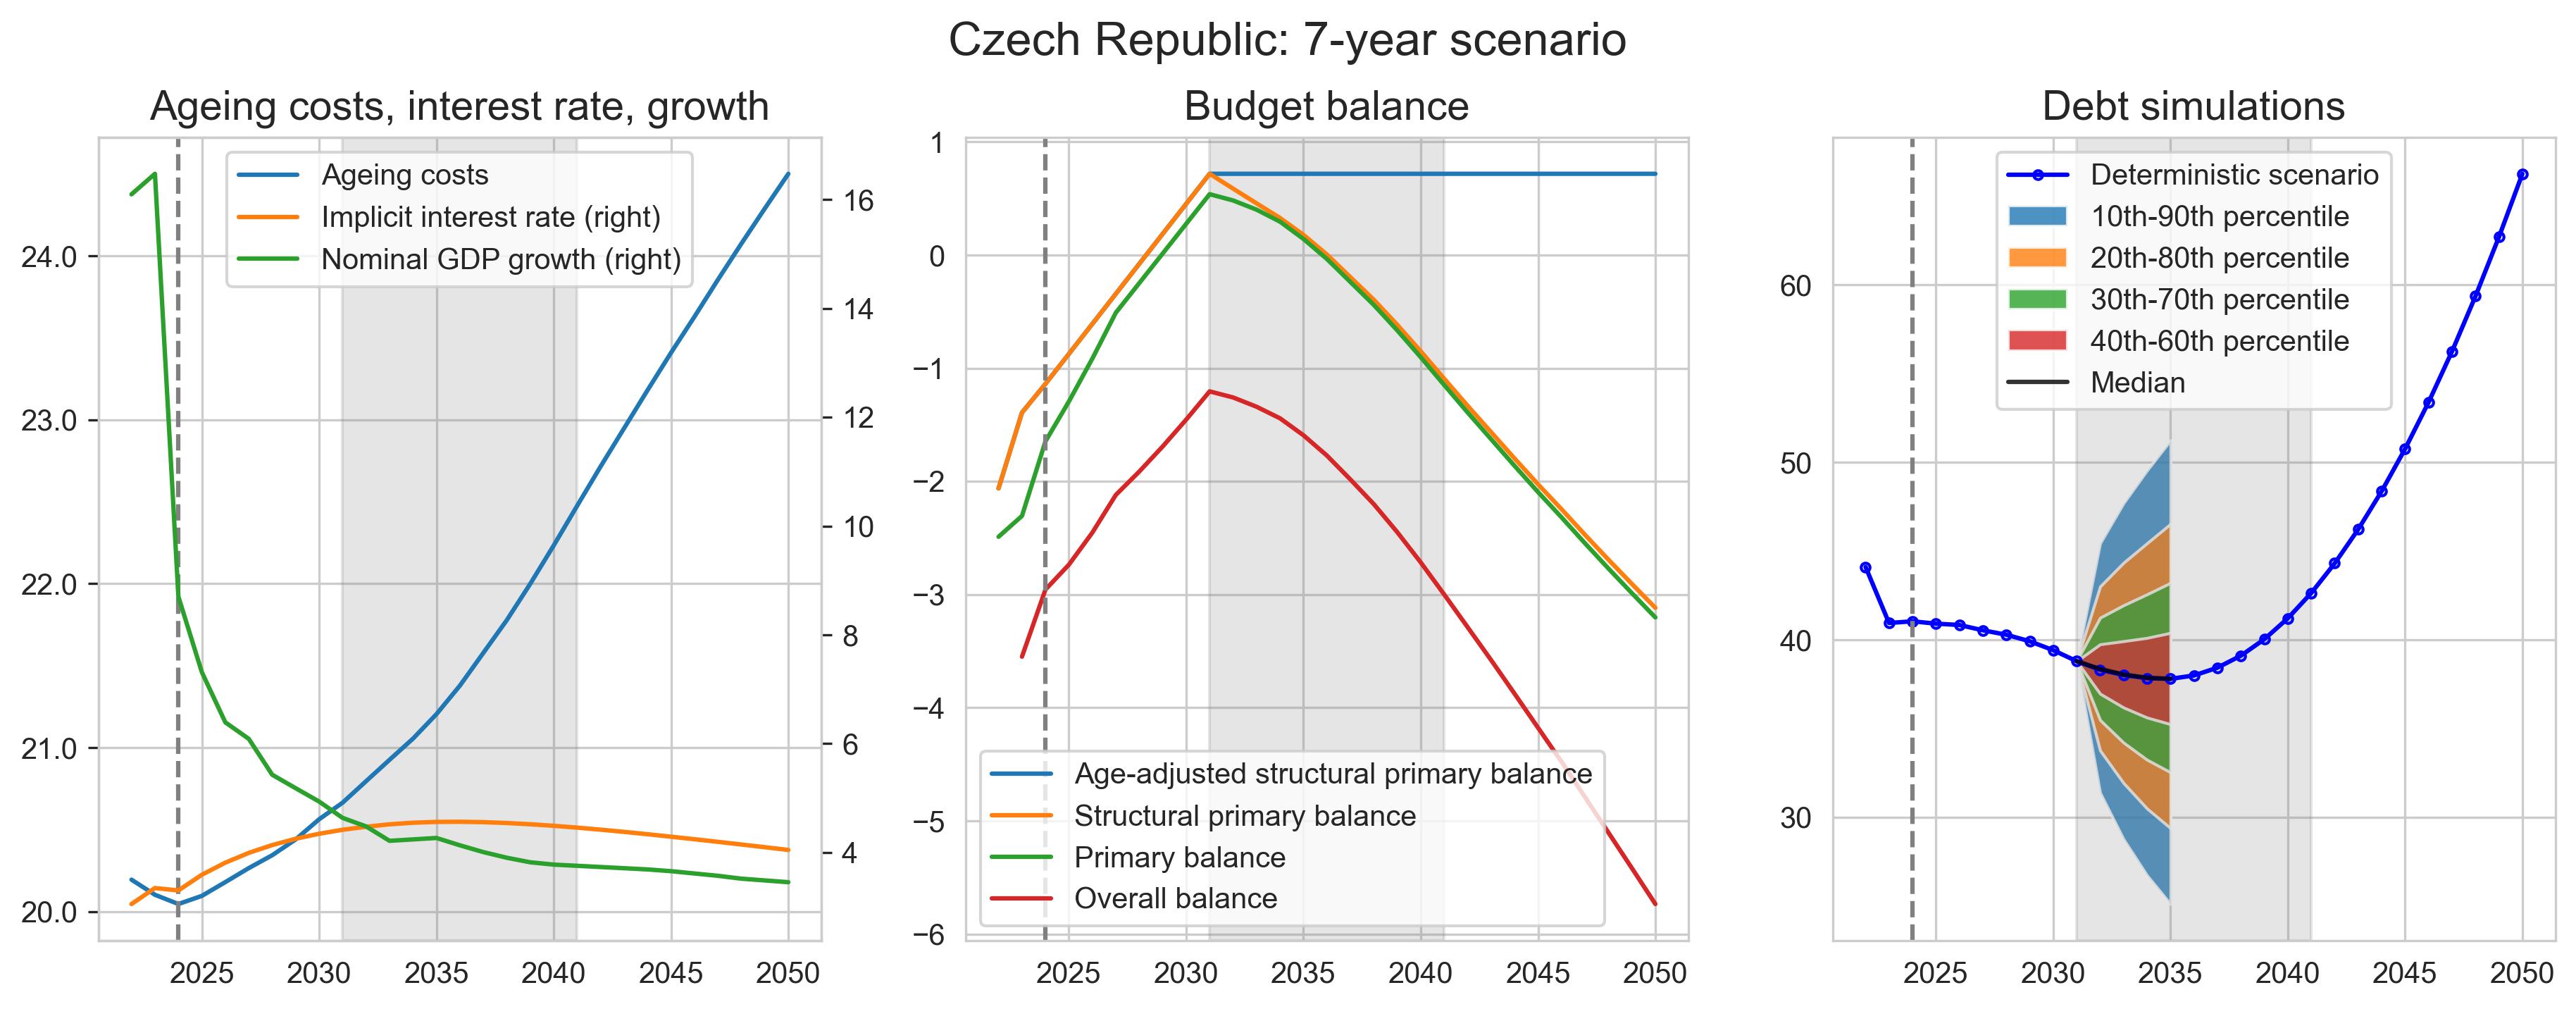 Czech Republic: 7-year scenario
Ageing costs, interest rate, growth
Ageing costs
Implicit interest rate (right)
Nominal GDP growth (right)
24.0
23.0
22.0
21.0
20.0
16
14
12
10
8
6
4
2025 2030 2035 2040 2045 2050
Budget balance
1
0
−1
−2
−3
−4
−5
−6
Age-adjusted structural primary balance
Structural primary balance
Primary balance
Overall balance
2025 2030 2035 2040 2045 2050
Debt simulations
Deterministic scenario
10th-90th percentile
20th-80th percentile
30th-70th percentile
40th-60th percentile
Median
60
50
40
30
2025 2030 2035 2040 2045 2050